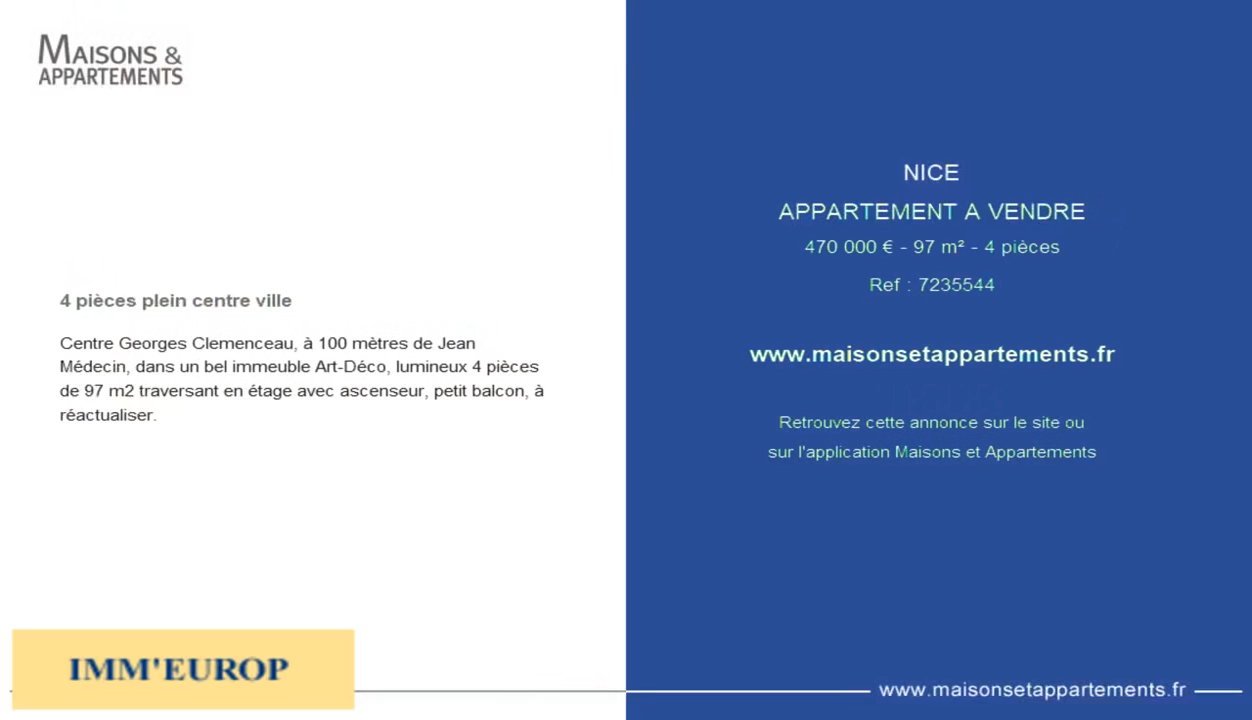 MAISONS &
APPARTEMENTS
4 pièces plein centre ville
Centre Georges Clemenceau, à 100 mètres de Jean
Médecin, dans un bel immeuble Art-Déco, lumineux 4 pièces
de 97 m2 traversant en étage avec ascenseur, petit balcon, à
réactualiser.
IMM'EUROP
NICE
APPARTEMENT A VENDRE
470 000 € - 97 m² - 4 pièces
Ref : 7235544
www.maisonsetappartements.fr
Retrouvez cette annonce sur le site ou
sur l'application Maisons et Appartements
www.maisonsetappartements.fr